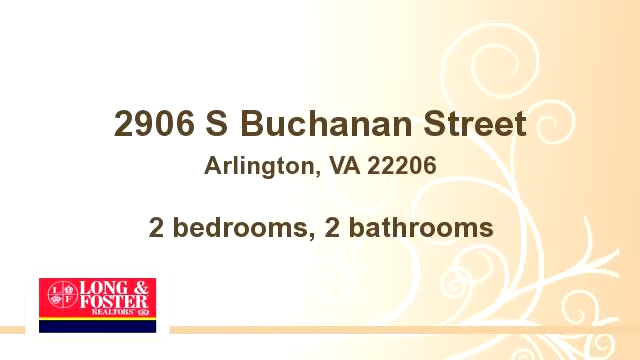 2906 S Buchanan Street
Arlington, VA 22206
2 bedrooms, 2 bathrooms
LONG &
FOSTER
REALTORS